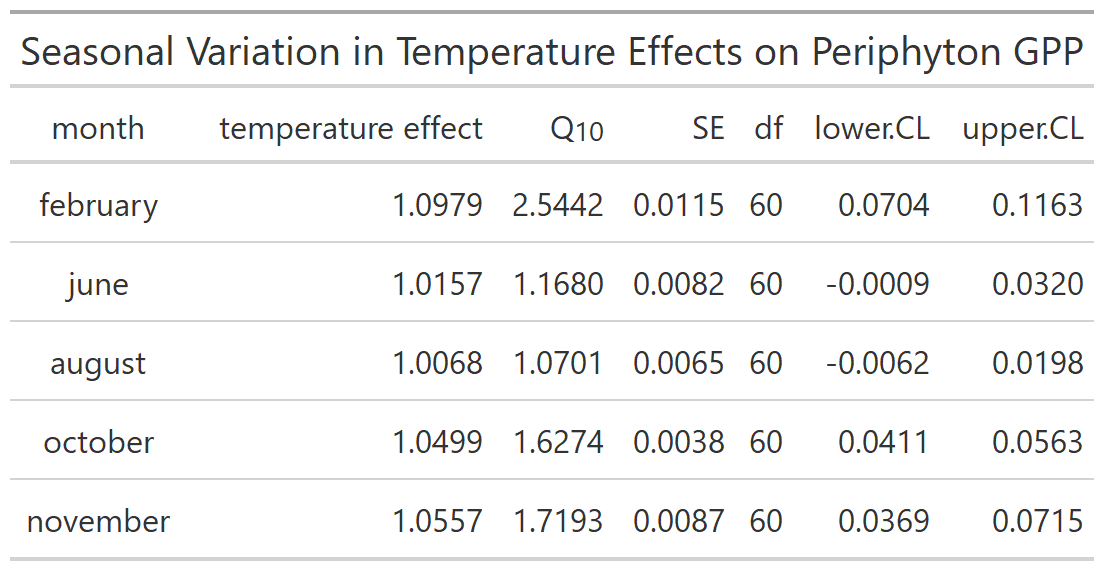 Seasonal Variation in Temperature Effects on Periphyton GPP
month temperature effect Q10 SE df lower.CL upper.CL
february 1.0979 2.5442 0.0115 60 0.0704 0.1163
june 1.0157 1.1680 0.0082 60 -0.0009 0.0320
august 1.0068 1.0701 0.0065 60 -0.0062 0.0198
october 1.0499 1.6274 0.0038 60 0.0411 0.0563
november 1.0557 1.7193 0.0087 60 0.0369 0.0715